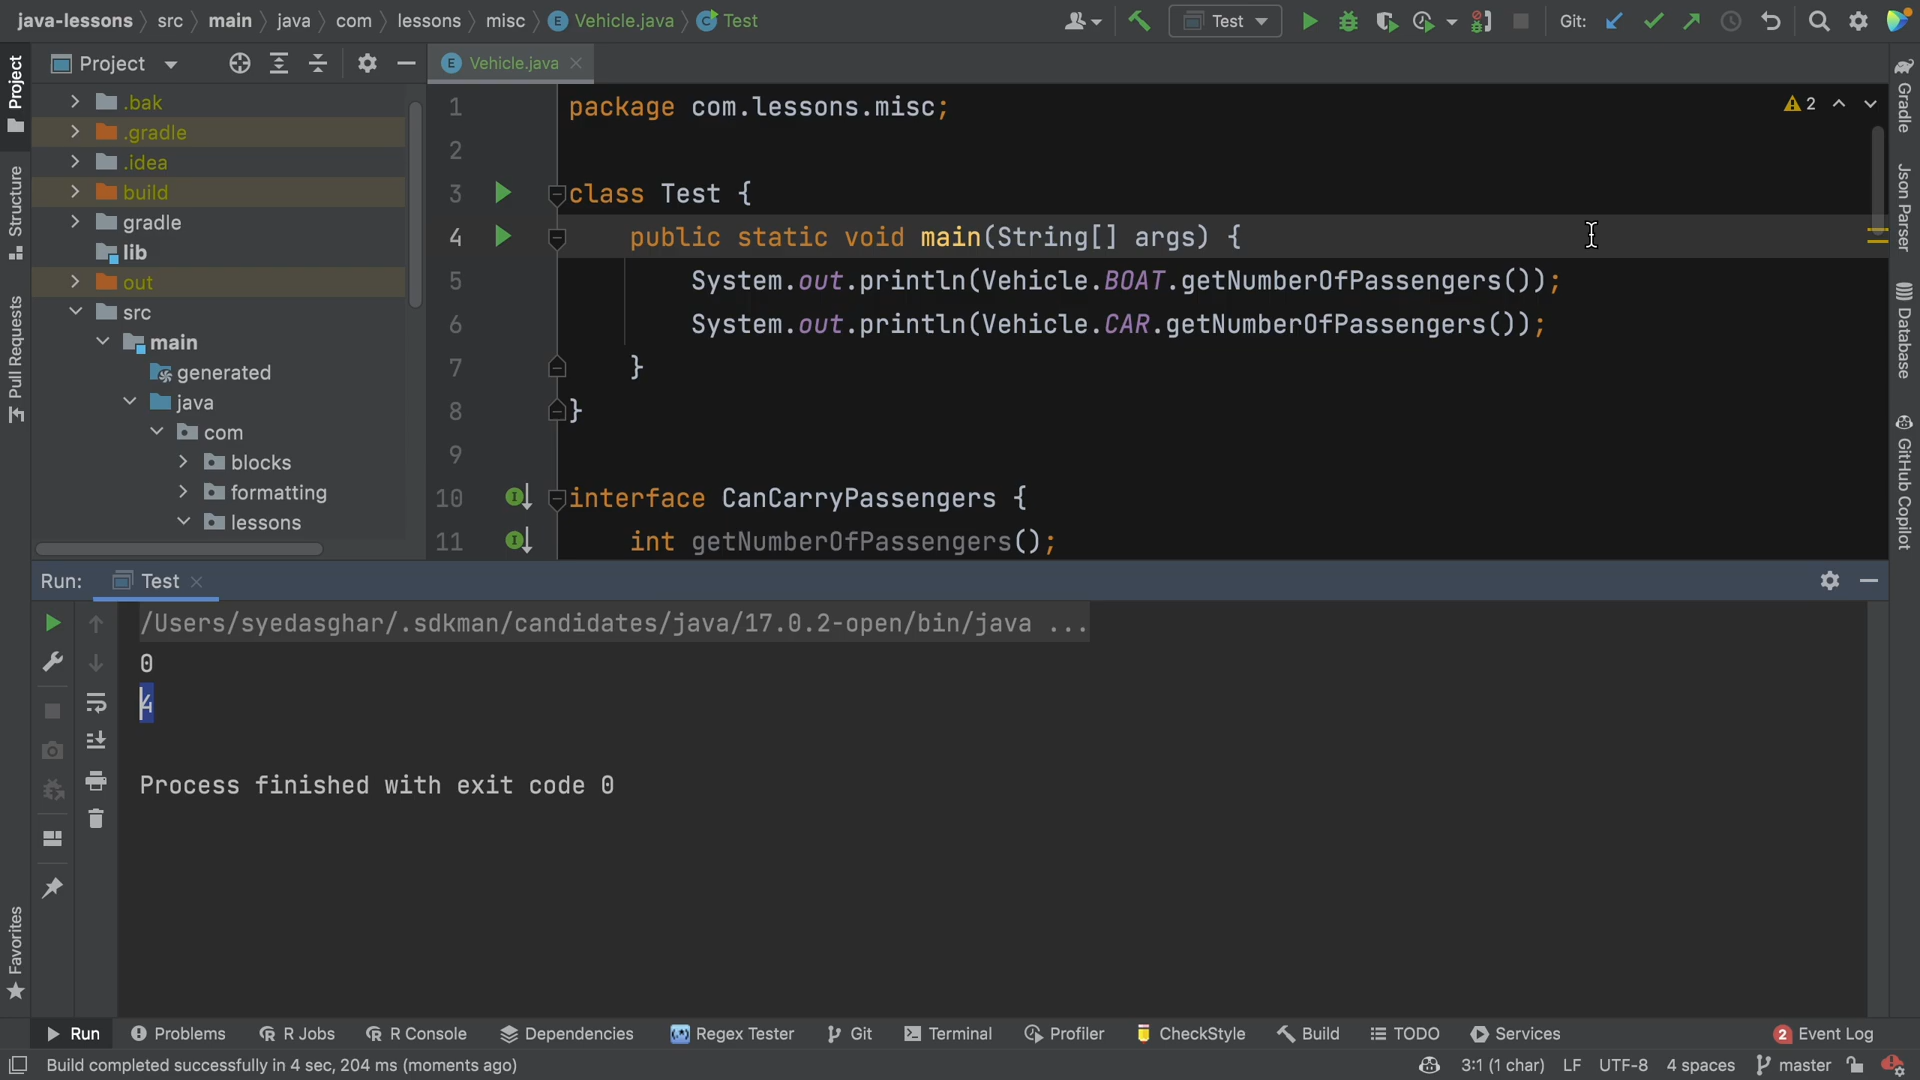 java-lessons src main java com lessons misc Vehicle.java Test
Test Git:
Project
Vehicle.java
2
.bak
.gradle
.idea
build
gradle
lib
out
src
main
generated
java
com
blocks
formatting
lessons
1 package com.lessons.misc;
2
3 class Test {
4 public static void main(String[] args) {
5 System.out.println(Vehicle.BOAT.getNumberOfPassengers());
6 System.out.println(Vehicle.CAR.getNumberOfPassengers());
7 }
8 }
9
10 interface CanCarryPassengers {
11 int getNumberOfPassengers();
Project
Structure
Pull Requests
Favorites
Gradle
Json Parser
Database
GitHub Copilot
Run: Test
/Users/syedasghar/.sdkman/candidates/java/17.0.2-open/bin/java ...
0
4
Process finished with exit code 0
Run Problems R Jobs R Console Dependencies Regex Tester Git Terminal Profiler CheckStyle Build TODO Services 2 Event Log
Build completed successfully in 4 sec, 204 ms (moments ago) 3:1 (1 char) LF UTF-8 4 spaces master